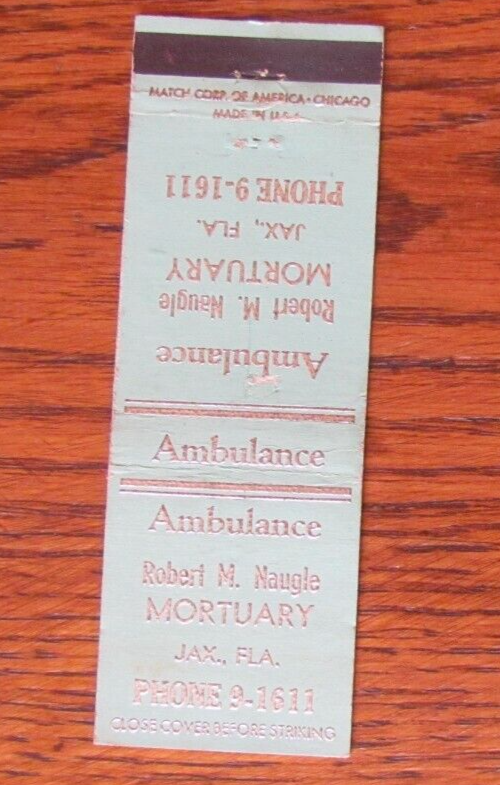 MATCH CORP. OF AMERICA · CHICAGO
MADE IN U.S.A.
PHONE 9-1611
JAX., FLA.
MORTUARY
Robert M. Naugle
Ambulance
Ambulance
Ambulance
Robert M. Naugle
MORTUARY
JAX., FLA.
PHONE 9-1611
CLOSE COVER BEFORE STRIKING